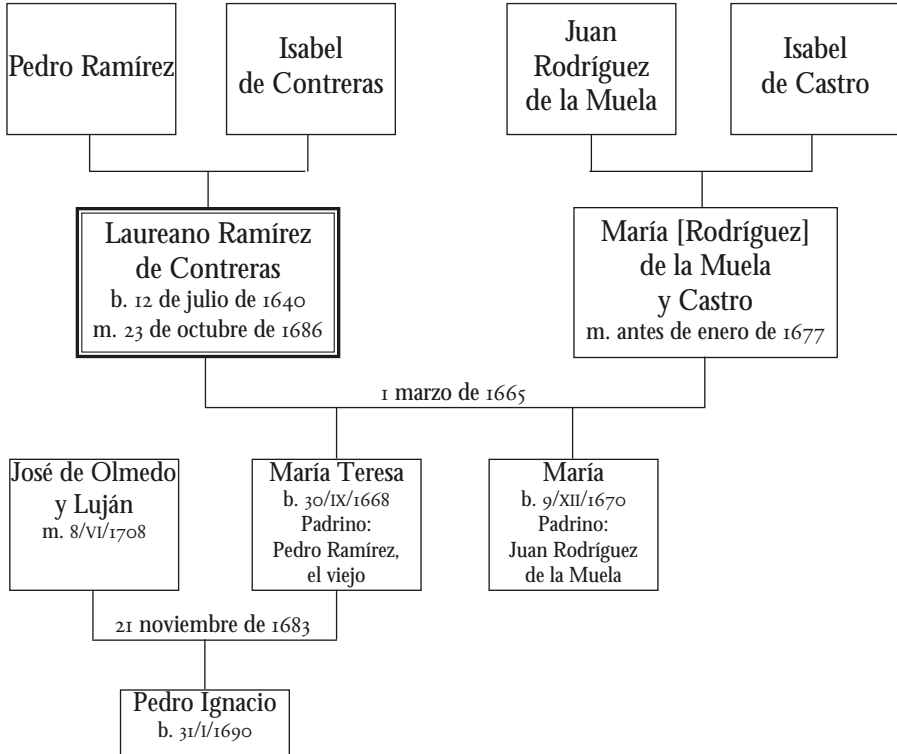 Pedro Ramírez
Isabel
de Contreras
Juan
Rodríguez
de la Muela
Isabel
de Castro
Laureano Ramírez
de Contreras
b. 12 de julio de 1640
m. 23 de octubre de 1686
María [Rodríguez]
de la Muela
y Castro
m. antes de enero de 1677
1 marzo de 1665
José de Olmedo
y Luján
m. 8/VI/1708
María Teresa
b. 30/IX/1668
Padrino:
Pedro Ramírez,
el viejo
María
b. 9/XII/1670
Padrino:
Juan Rodríguez
de la Muela
21 noviembre de 1683
Pedro Ignacio
b. 31/I/1690